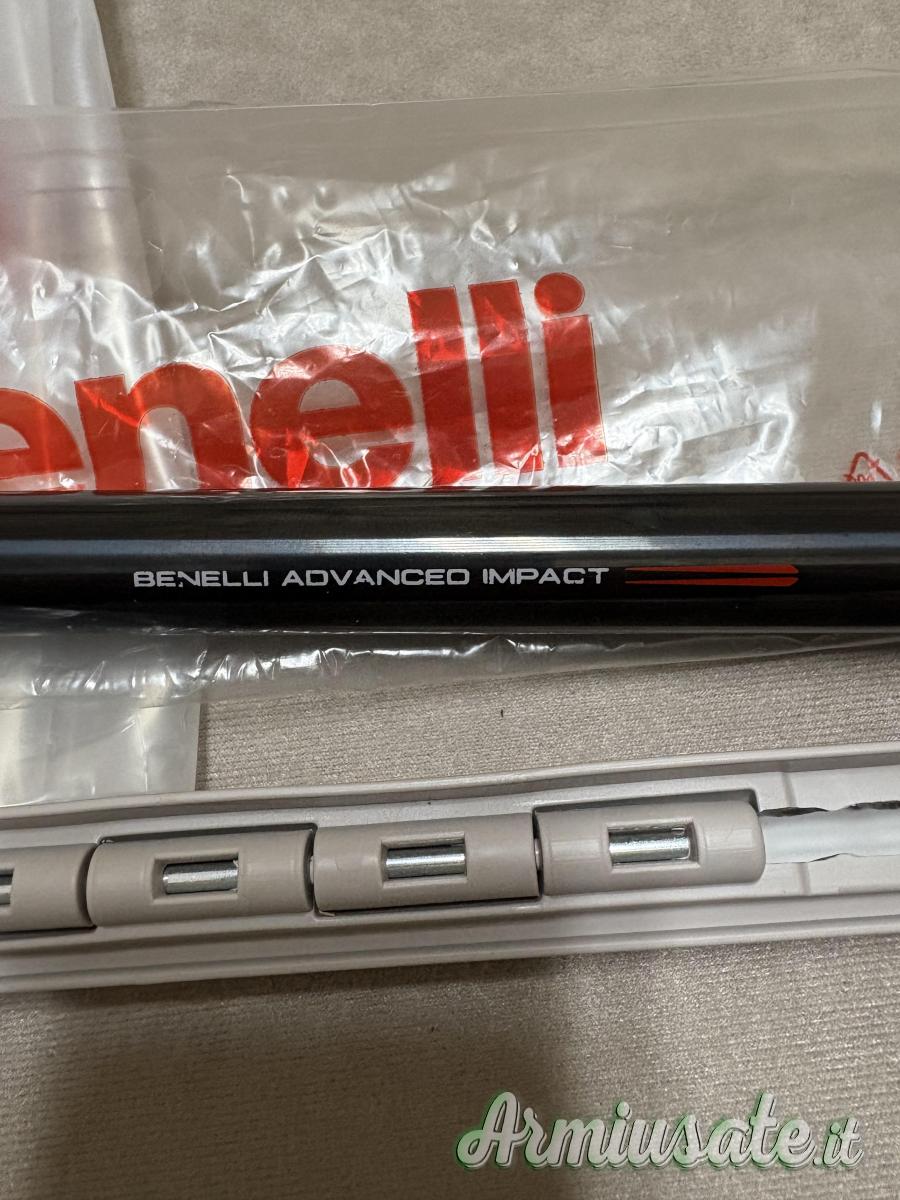 enelli
BENELLI ADVANCED IMPACT
Armiusate.it